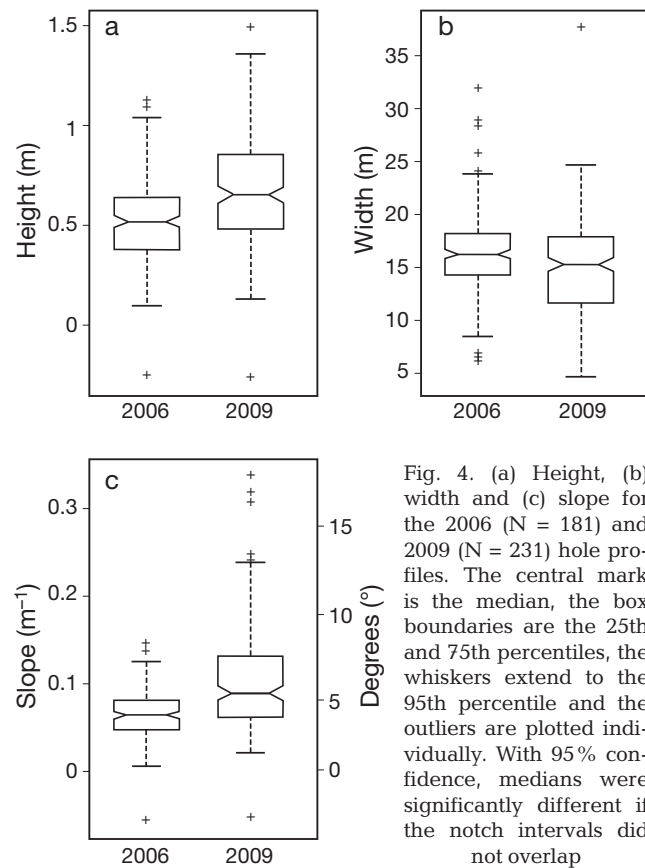 a
1.5
1
0.5
0
Height (m)
2006 2009
b
35
30
25
20
15
10
5
Width (m)
2006 2009
c
0.3
0.2
0.1
0
Slope (m⁻¹)
15
10
5
0
Degrees (°)
2006 2009
Fig. 4. (a) Height, (b)
width and (c) slope for
the 2006 (N = 181) and
2009 (N = 231) hole pro-
files. The central mark
is the median, the box
boundaries are the 25th
and 75th percentiles, the
whiskers extend to the
95th percentile and the
outliers are plotted indi-
vidually. With 95% con-
fidence, medians were
significantly different if
the notch intervals did
not overlap